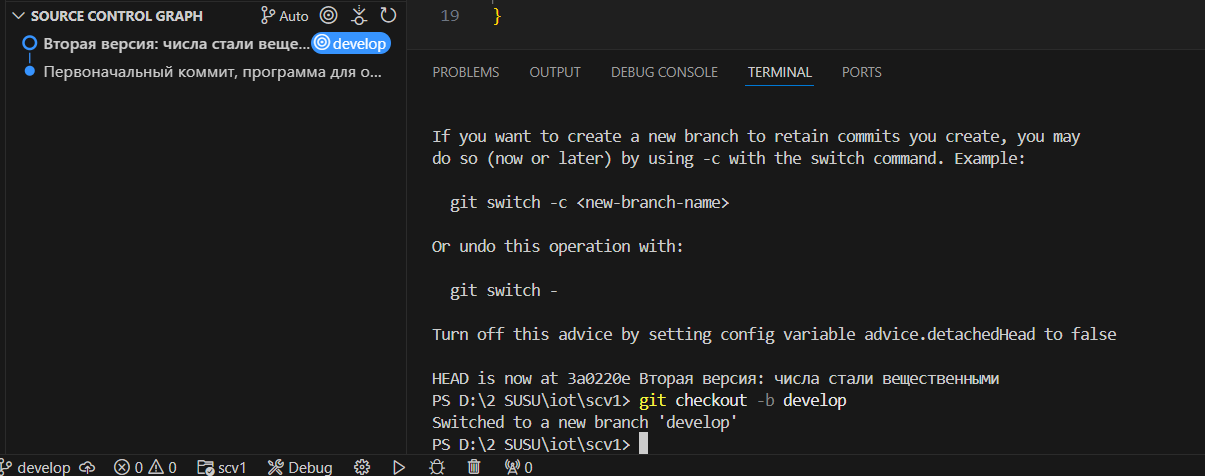 SOURCE CONTROL GRAPH
Auto
Вторая версия: числа стали веще...
develop
Первоначальный коммит, программа для о...
19 }
PROBLEMS OUTPUT DEBUG CONSOLE TERMINAL PORTS
If you want to create a new branch to retain commits you create, you may
do so (now or later) by using -c with the switch command. Example:
git switch -c <new-branch-name>
Or undo this operation with:
git switch -
Turn off this advice by setting config variable advice.detachedHead to false
HEAD is now at 3a0220e Вторая версия: числа стали вещественными
PS D:\2 SUSU\iot\scv1> git checkout -b develop
Switched to a new branch 'develop'
PS D:\2 SUSU\iot\scv1>
develop 0 0 scv1 Debug 0